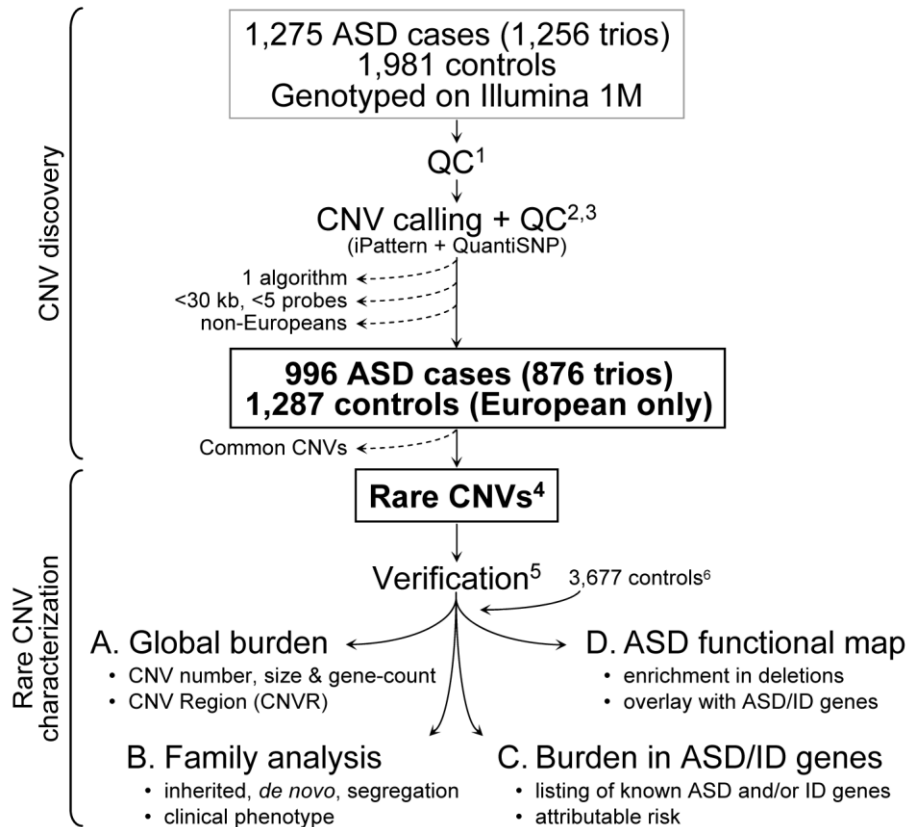 1,275 ASD cases (1,256 trios)
1,981 controls
Genotyped on Illumina 1M
QC¹
CNV calling + QC²,³
(iPattern + QuantiSNP)
1 algorithm
<30 kb, <5 probes
non-Europeans
996 ASD cases (876 trios)
1,287 controls (European only)
Common CNVs
CNV discovery
Rare CNVs⁴
Verification⁵
3,677 controls⁶
Rare CNV
characterization
A. Global burden
• CNV number, size & gene-count
• CNV Region (CNVR)
D. ASD functional map
• enrichment in deletions
• overlay with ASD/ID genes
B. Family analysis
• inherited, de novo, segregation
• clinical phenotype
C. Burden in ASD/ID genes
• listing of known ASD and/or ID genes
• attributable risk